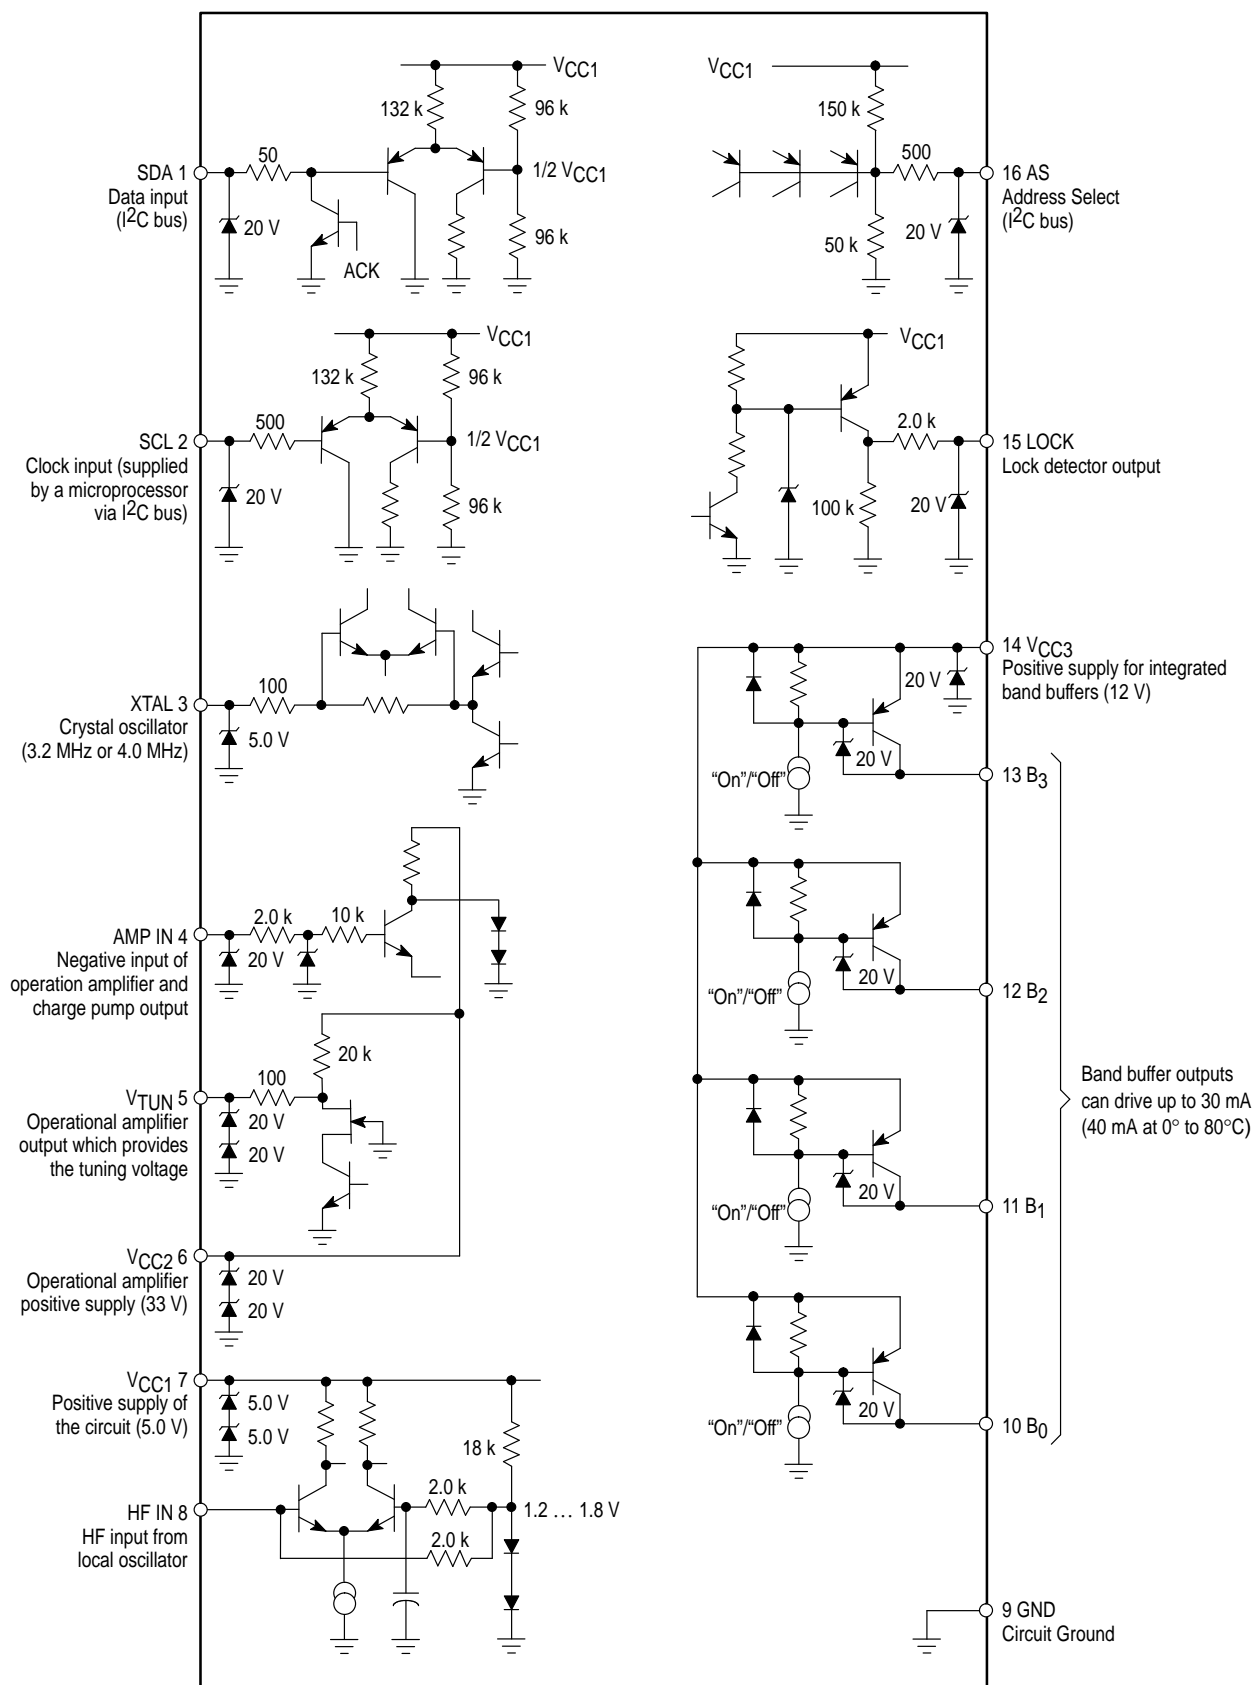 VCC1
132 k
96 k
SDA 1
Data input
(I2C bus)
50
1/2 VCC1
20 V
96 k
ACK
VCC1
150 k
500
16 AS
Address Select
(I2C bus)
50 k
20 V
VCC1
132 k
96 k
SCL 2
Clock input (supplied
by a microprocessor
via I2C bus)
500
1/2 VCC1
20 V
96 k
VCC1
2.0 k
15 LOCK
Lock detector output
100 k
20 V
XTAL 3
Crystal oscillator
(3.2 MHz or 4.0 MHz)
100
5.0 V
14 VCC3
Positive supply for integrated
band buffers (12 V)
20 V
20 V
“On”/“Off”
13 B3
AMP IN 4
Negative input of
operation amplifier and
charge pump output
2.0 k
10 k
20 V
20 V
“On”/“Off”
12 B2
20 k
VTUN 5
Operational amplifier
output which provides
the tuning voltage
100
20 V
20 V
Band buffer outputs
can drive up to 30 mA
(40 mA at 0° to 80°C)
20 V
“On”/“Off”
11 B1
VCC2 6
Operational amplifier
positive supply (33 V)
20 V
20 V
VCC1 7
Positive supply of
the circuit (5.0 V)
5.0 V
5.0 V
18 k
20 V
“On”/“Off”
10 B0
HF IN 8
HF input from
local oscillator
2.0 k
1.2 … 1.8 V
2.0 k
9 GND
Circuit Ground